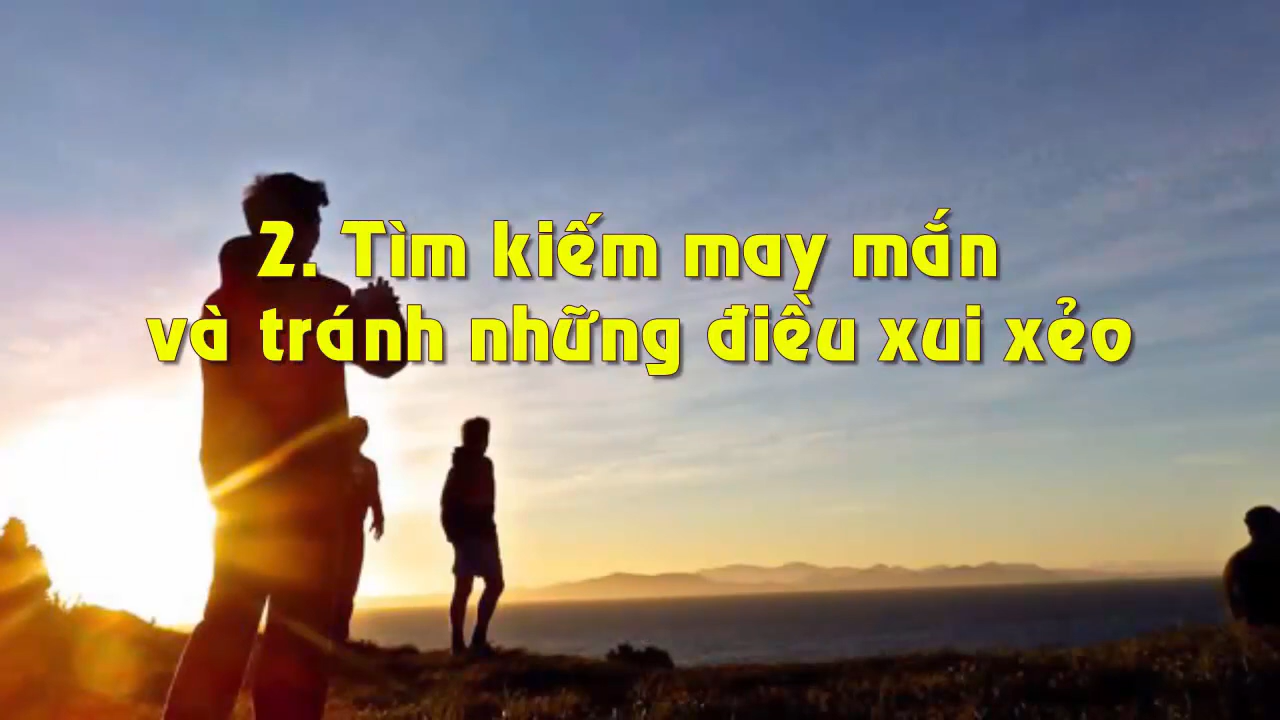 2. Tìm kiếm may mắn
và tránh những điều xui xẻo